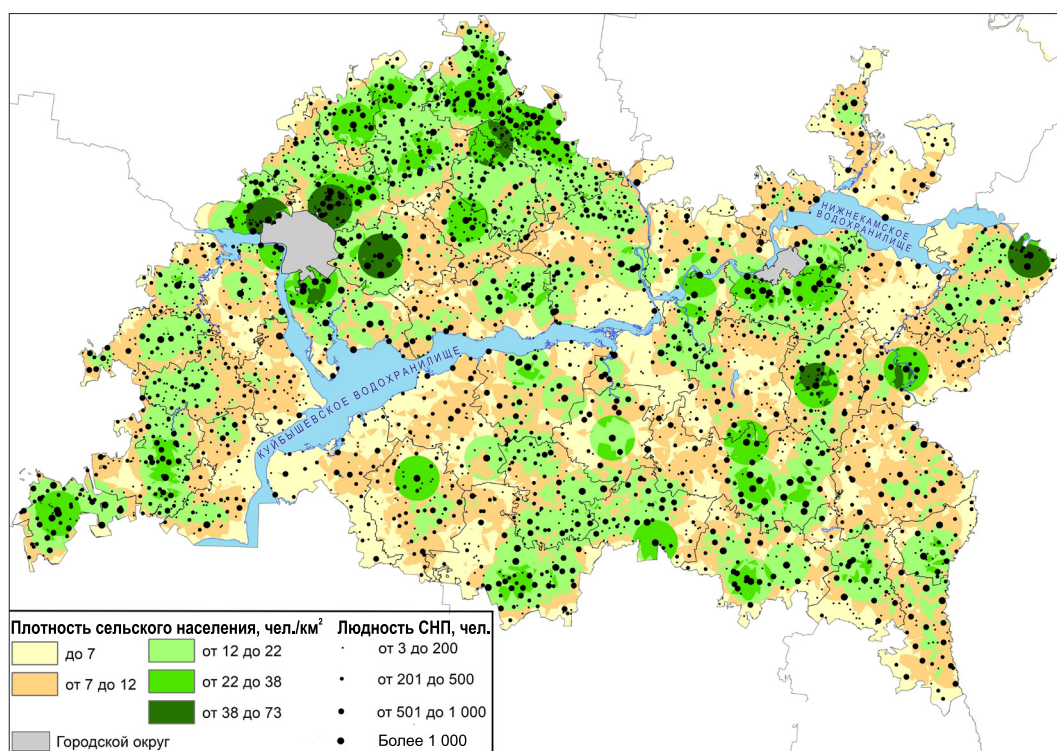 НИЖНЕКАМСКОЕ
ВОДОХРАНИЛИЩЕ
КУЙБЫШЕВСКОЕ ВОДОХРАНИЛИЩЕ
Плотность сельского населения, чел./км²
до 7
от 7 до 12
от 12 до 22
от 22 до 38
от 38 до 73
Городской округ
Людность СНП, чел.
от 3 до 200
от 201 до 500
от 501 до 1 000
Более 1 000